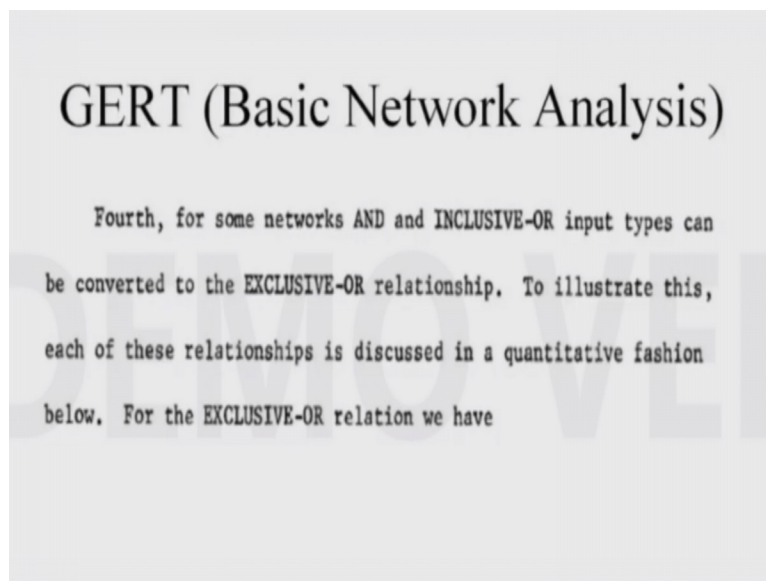 GERT (Basic Network Analysis)
Fourth, for some networks AND and INCLUSIVE-OR input types can
be converted to the EXCLUSIVE-OR relationship. To illustrate this,
each of these relationships is discussed in a quantitative fashion
below. For the EXCLUSIVE-OR relation we have
DEMO VE